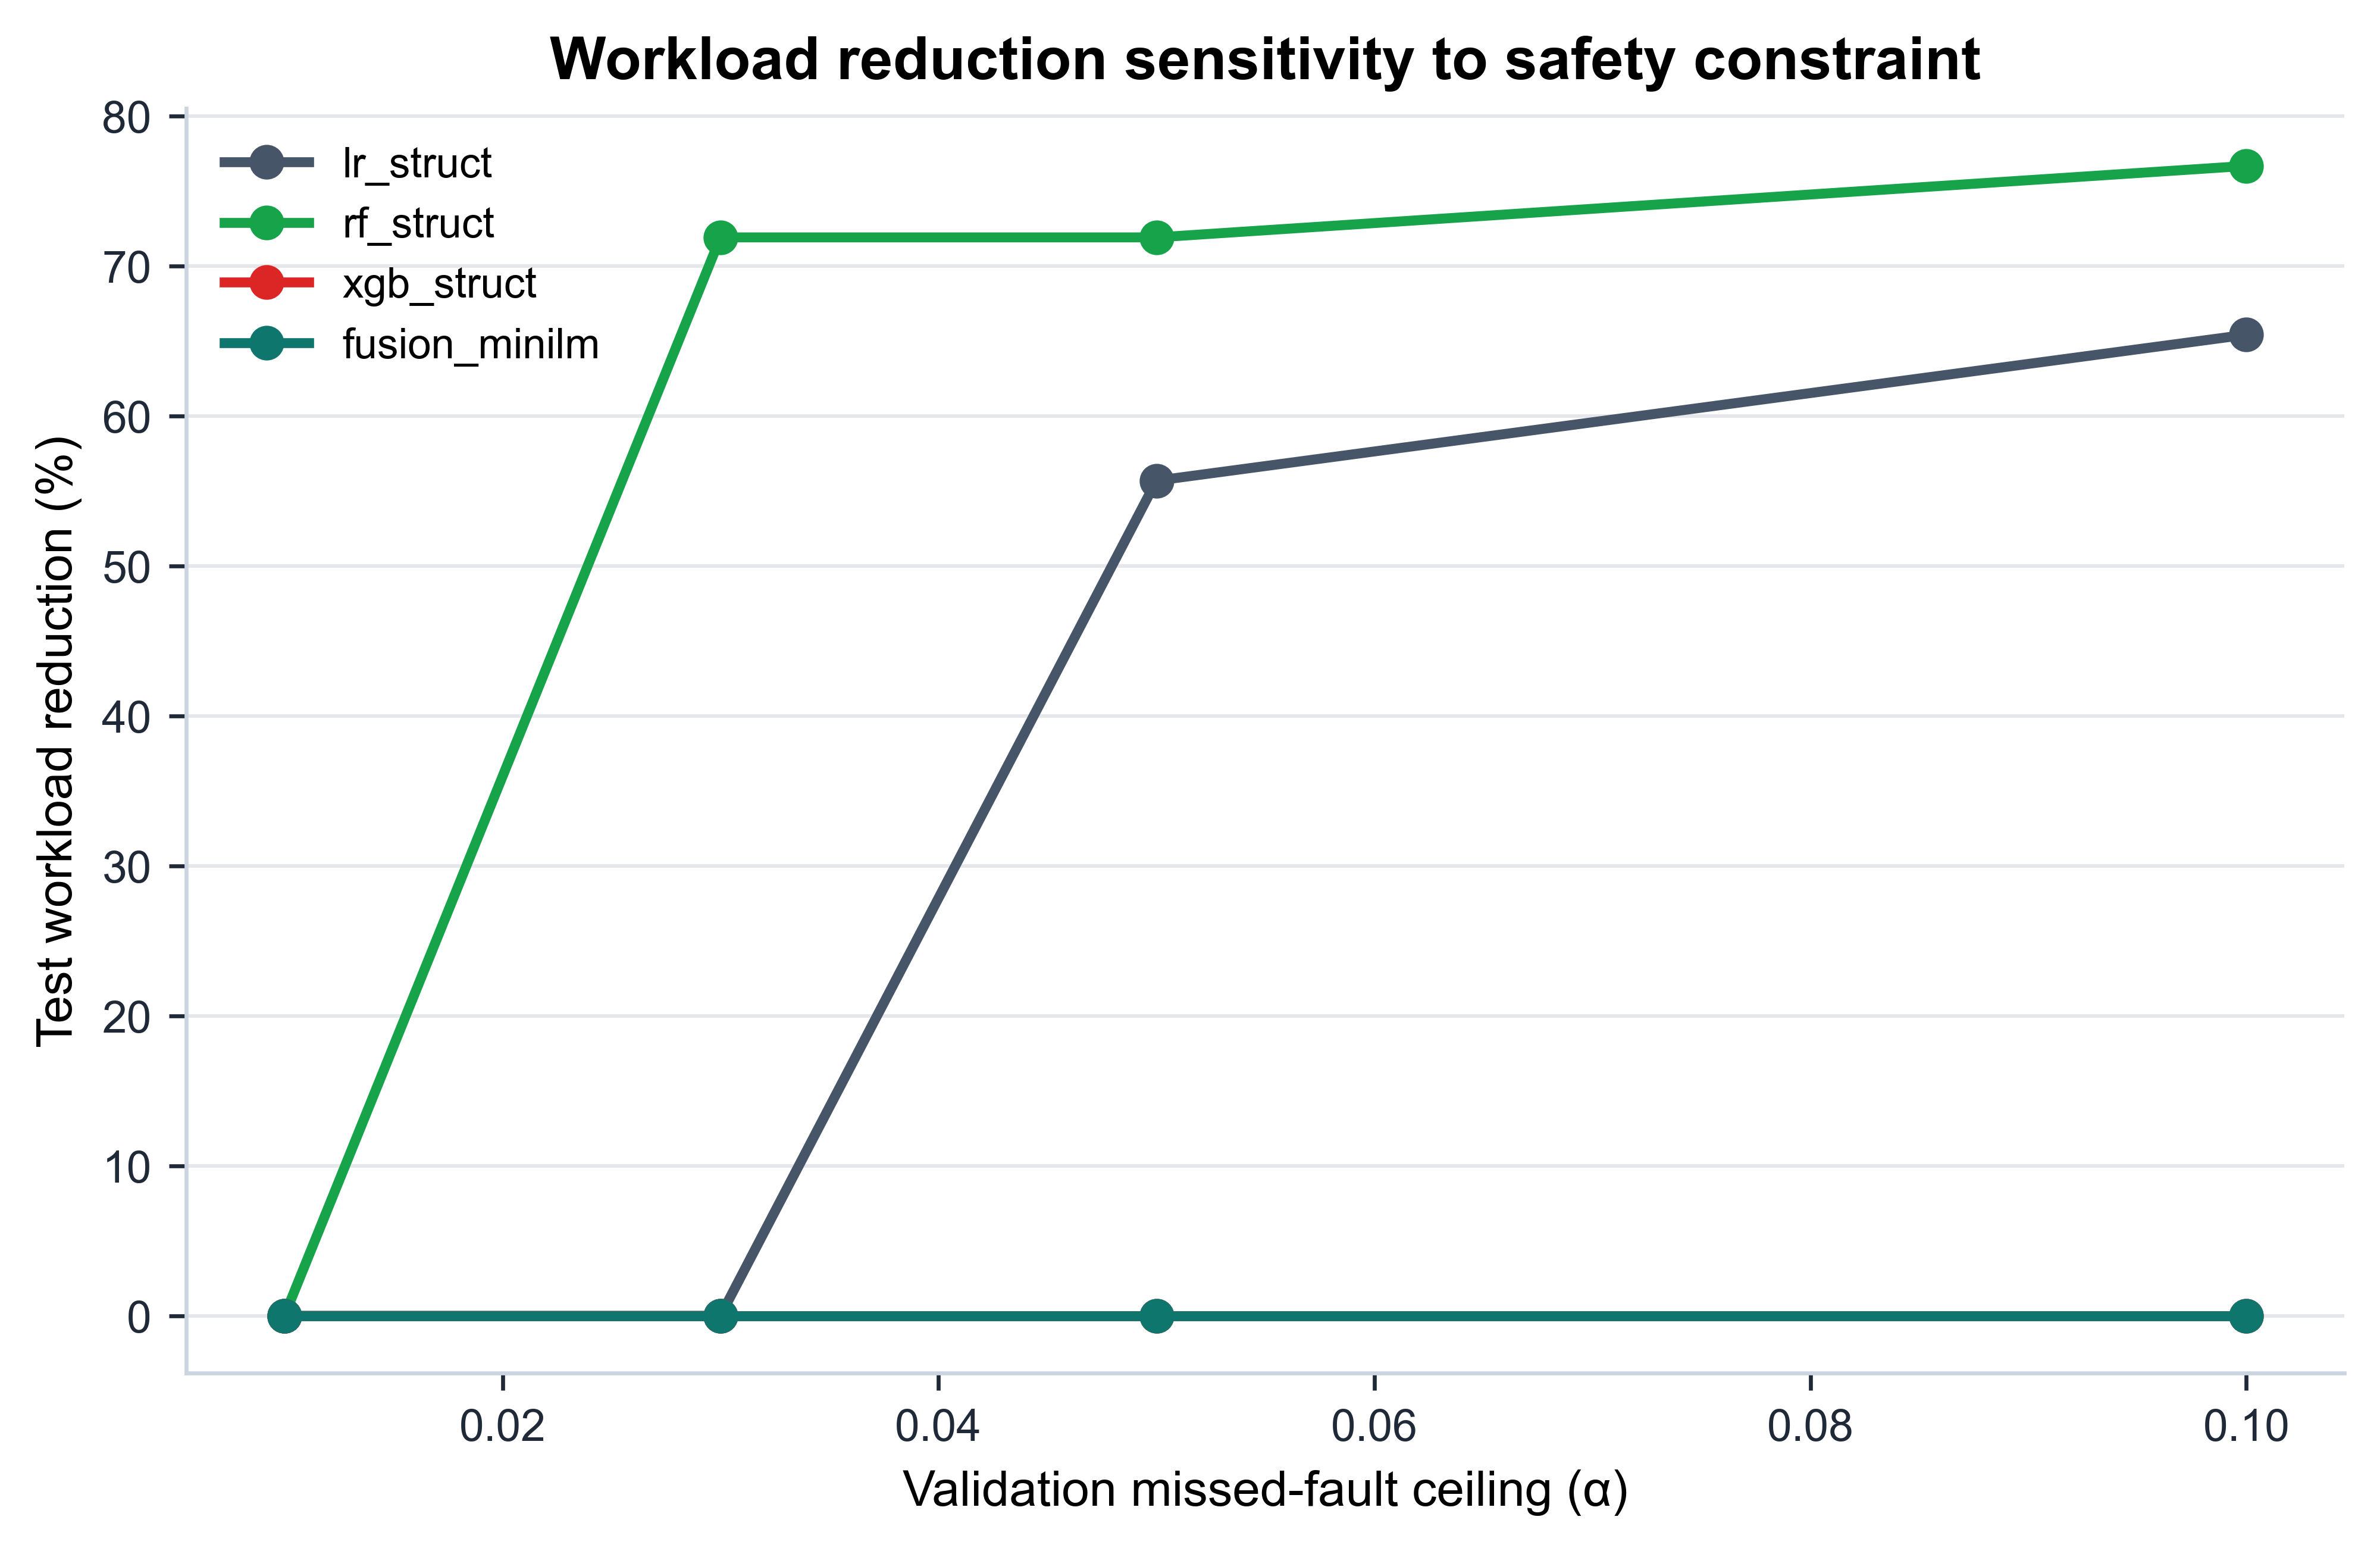 Workload reduction sensitivity to safety constraint
lr_struct
rf_struct
xgb_struct
fusion_minilm
Test workload reduction (%)
80
70
60
50
40
30
20
10
0
0.02 0.04 0.06 0.08 0.10
Validation missed-fault ceiling (α)